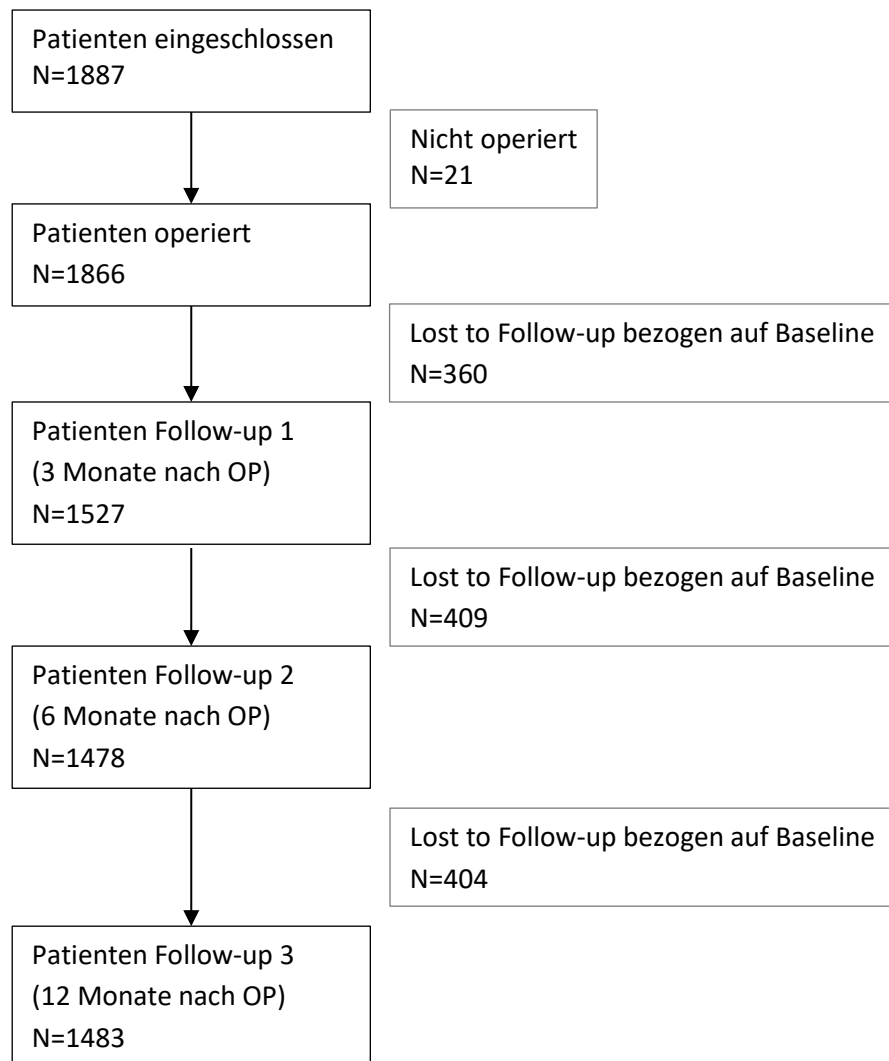 Patienten eingeschlossen
N=1887
Nicht operiert
N=21
Patienten operiert
N=1866
Lost to Follow-up bezogen auf Baseline
N=360
Patienten Follow-up 1
(3 Monate nach OP)
N=1527
Lost to Follow-up bezogen auf Baseline
N=409
Patienten Follow-up 2
(6 Monate nach OP)
N=1478
Lost to Follow-up bezogen auf Baseline
N=404
Patienten Follow-up 3
(12 Monate nach OP)
N=1483